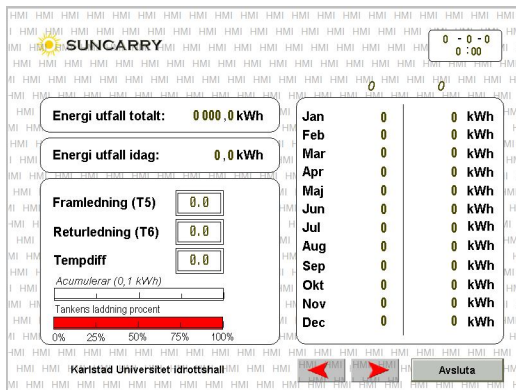 SUNCARRY
0 - 0 - 0
0 :00
Energi utfall totalt: 0 000 ,0 kWh
Energi utfall idag: 0 ,0 kWh
Framledning (T5) 0.0
Returledning (T6) 0.0
Tempdiff 0.0
Acumulerar (0,1 kWh)
Tankers laddning procent
0% 25% 50% 75% 100%
0 0
Jan 0 0 kWh
Feb 0 0 kWh
Mar 0 0 kWh
Apr 0 0 kWh
Maj 0 0 kWh
Jun 0 0 kWh
Jul 0 0 kWh
Aug 0 0 kWh
Sep 0 0 kWh
Okt 0 0 kWh
Nov 0 0 kWh
Dec 0 0 kWh
Karlstad Universitet idrottshall
Avsluta